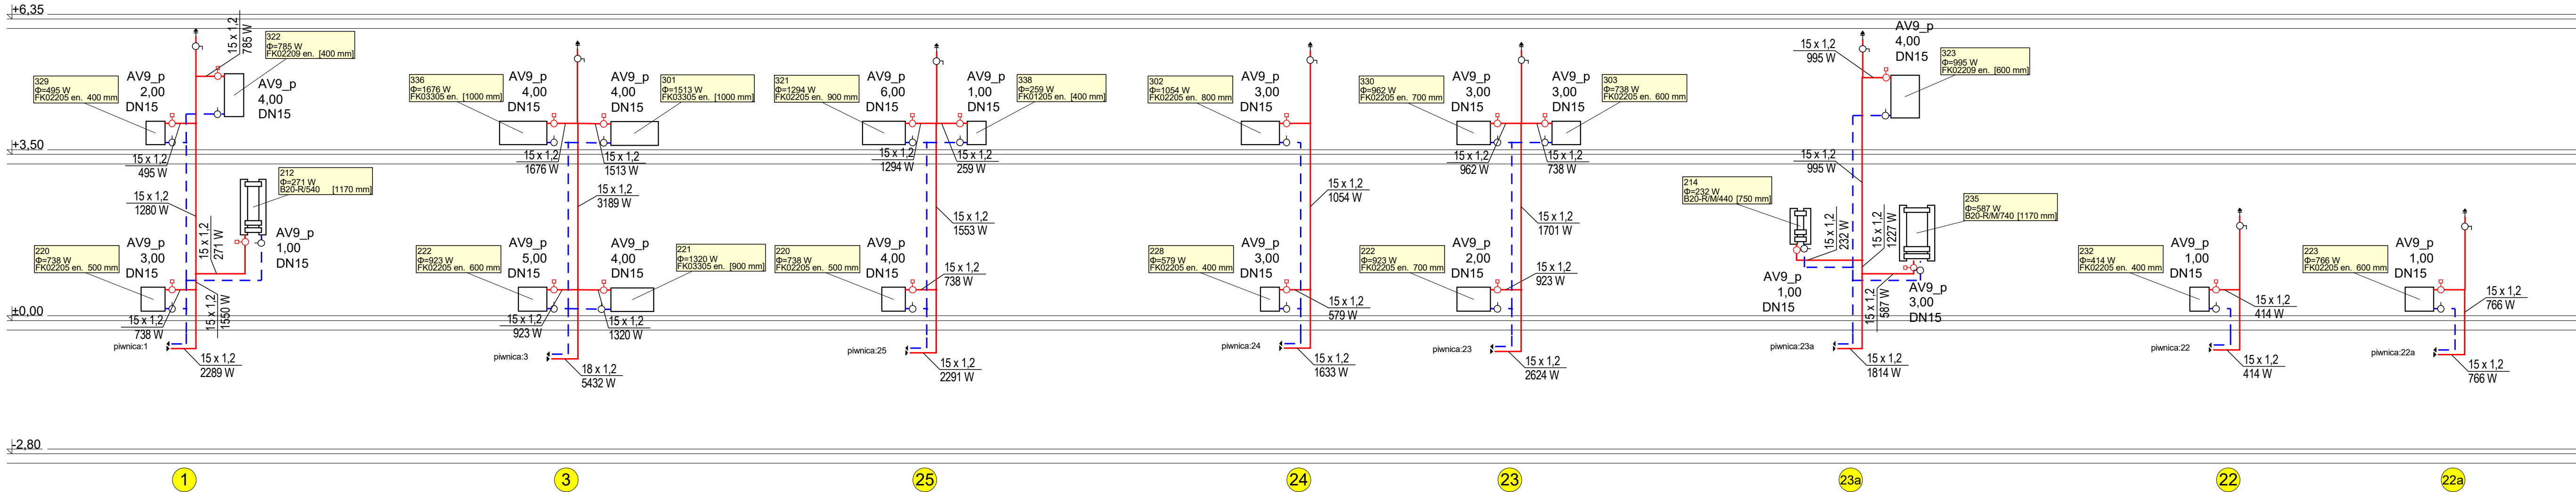 +6,35
+3,50
±0,00
-2,80
15 x 1,2
785 W
322
Φ=785 W
FK02209 en. [400 mm]
329
Φ=495 W
FK02205 en. 400 mm
AV9_p
2,00
DN15
AV9_p
4,00
DN15
15 x 1,2
495 W
15 x 1,2
1280 W
212
Φ=271 W
B20-R/540 [1170 mm]
15 x 1,2
271 W
AV9_p
1,00
DN15
220
Φ=738 W
FK02205 en. 500 mm
AV9_p
3,00
DN15
15 x 1,2
738 W
15 x 1,2
1550 W
piwnica:1
15 x 1,2
2289 W
1
336
Φ=1676 W
FK03305 en. [1000 mm]
AV9_p
4,00
DN15
AV9_p
4,00
DN15
301
Φ=1513 W
FK03305 en. [1000 mm]
15 x 1,2
1676 W
15 x 1,2
1513 W
15 x 1,2
3189 W
222
Φ=923 W
FK02205 en. 600 mm
AV9_p
5,00
DN15
AV9_p
4,00
DN15
221
Φ=1320 W
FK03305 en. [900 mm]
15 x 1,2
923 W
15 x 1,2
1320 W
piwnica:3
18 x 1,2
5432 W
3
321
Φ=1294 W
FK02205 en. 900 mm
AV9_p
6,00
DN15
AV9_p
1,00
DN15
338
Φ=259 W
FK01205 en. [400 mm]
15 x 1,2
1294 W
15 x 1,2
259 W
15 x 1,2
1553 W
220
Φ=738 W
FK02205 en. 500 mm
AV9_p
4,00
DN15
15 x 1,2
738 W
piwnica:25
15 x 1,2
2291 W
25
302
Φ=1054 W
FK02205 en. 800 mm
AV9_p
3,00
DN15
15 x 1,2
1054 W
228
Φ=579 W
FK02205 en. 400 mm
AV9_p
3,00
DN15
15 x 1,2
579 W
piwnica:24
15 x 1,2
1633 W
24
330
Φ=962 W
FK02205 en. 700 mm
AV9_p
3,00
DN15
AV9_p
3,00
DN15
303
Φ=738 W
FK02205 en. 600 mm
15 x 1,2
962 W
15 x 1,2
738 W
15 x 1,2
1701 W
222
Φ=923 W
FK02205 en. 700 mm
AV9_p
2,00
DN15
15 x 1,2
923 W
piwnica:23
15 x 1,2
2624 W
23
15 x 1,2
995 W
AV9_p
4,00
DN15
323
Φ=995 W
FK02209 en. [600 mm]
15 x 1,2
995 W
214
Φ=232 W
B20-R/M/440 [750 mm]
15 x 1,2
232 W
15 x 1,2
1227 W
235
Φ=587 W
B20-R/M/740 [1170 mm]
AV9_p
1,00
DN15
15 x 1,2
587 W
AV9_p
3,00
DN15
piwnica:23a
15 x 1,2
1814 W
23a
232
Φ=414 W
FK02205 en. 400 mm
AV9_p
1,00
DN15
15 x 1,2
414 W
piwnica:22
15 x 1,2
414 W
22
223
Φ=766 W
FK02205 en. 600 mm
AV9_p
1,00
DN15
15 x 1,2
766 W
piwnica:22a
15 x 1,2
766 W
22a